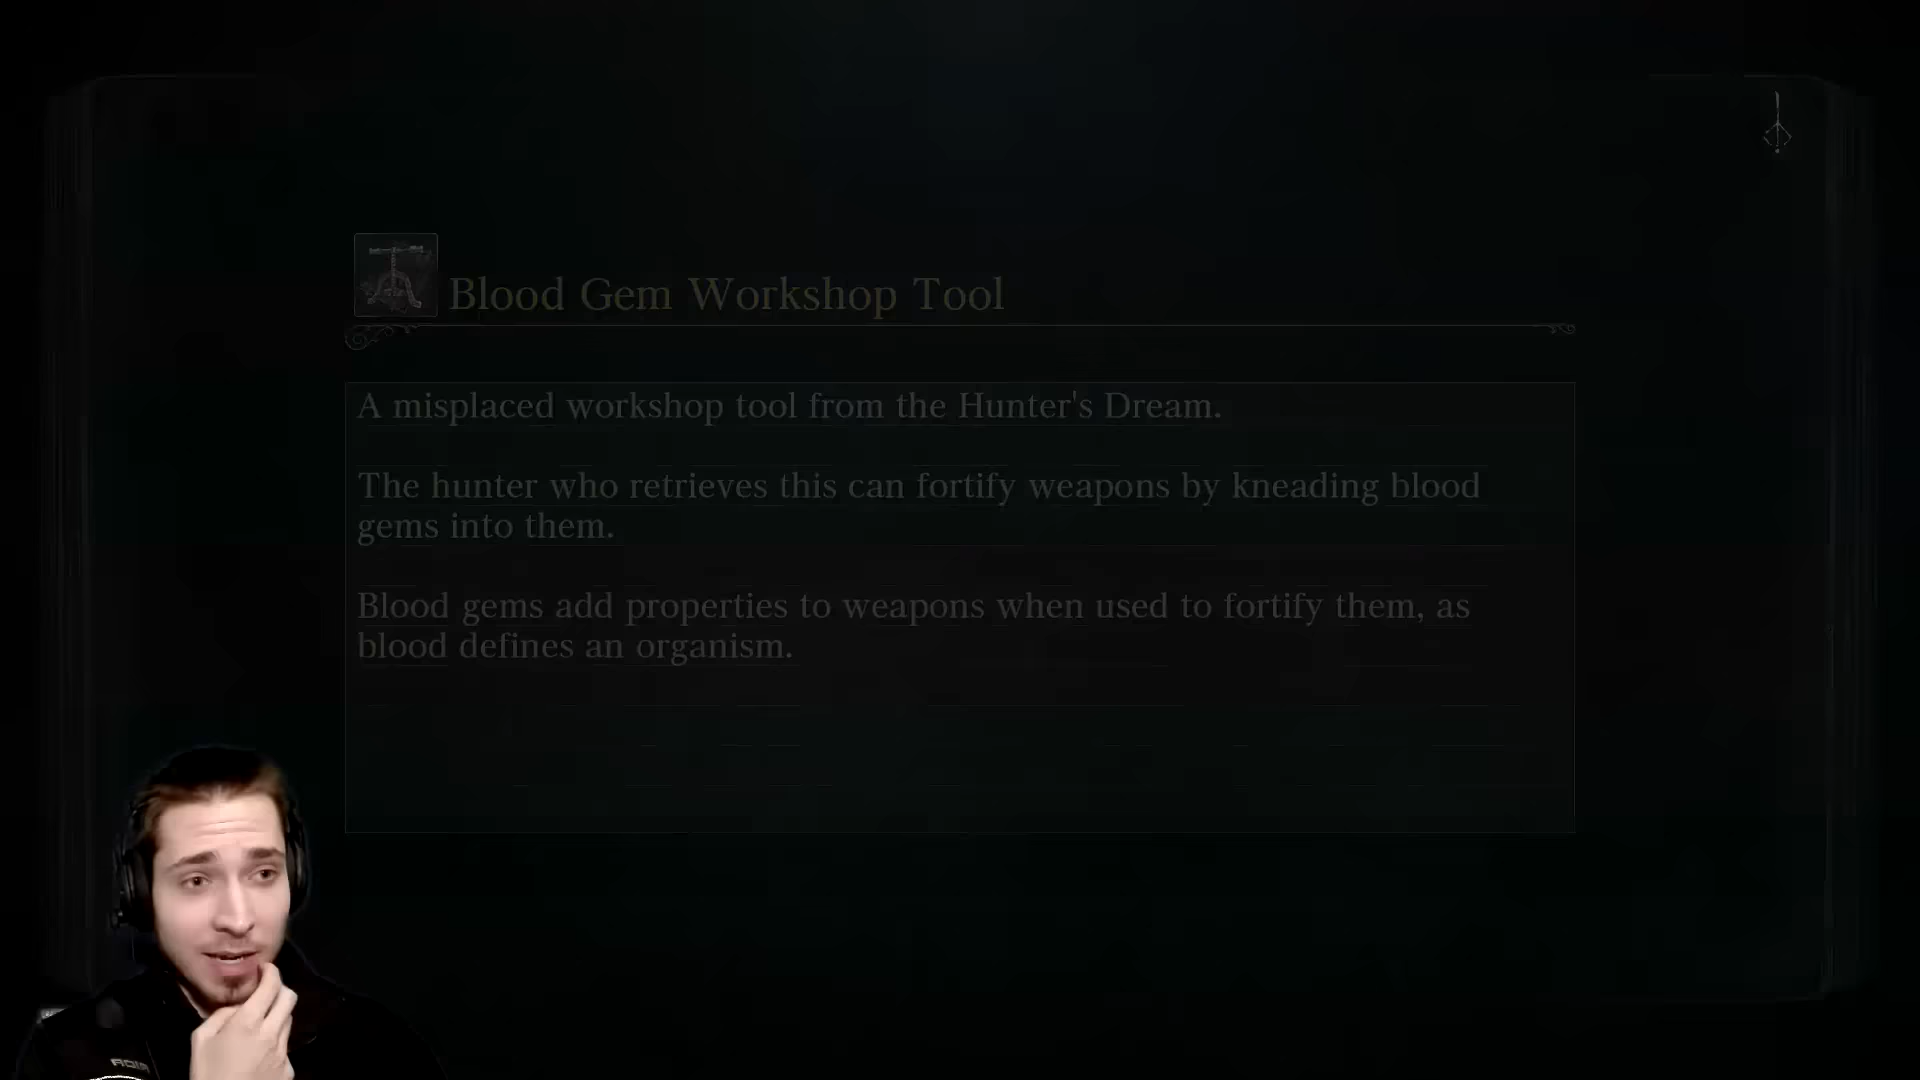 Blood Gem Workshop Tool
A misplaced workshop tool from the Hunter's Dream.
The hunter who retrieves this can fortify weapons by kneading blood
gems into them.
Blood gems add properties to weapons when used to fortify them, as
blood defines an organism.